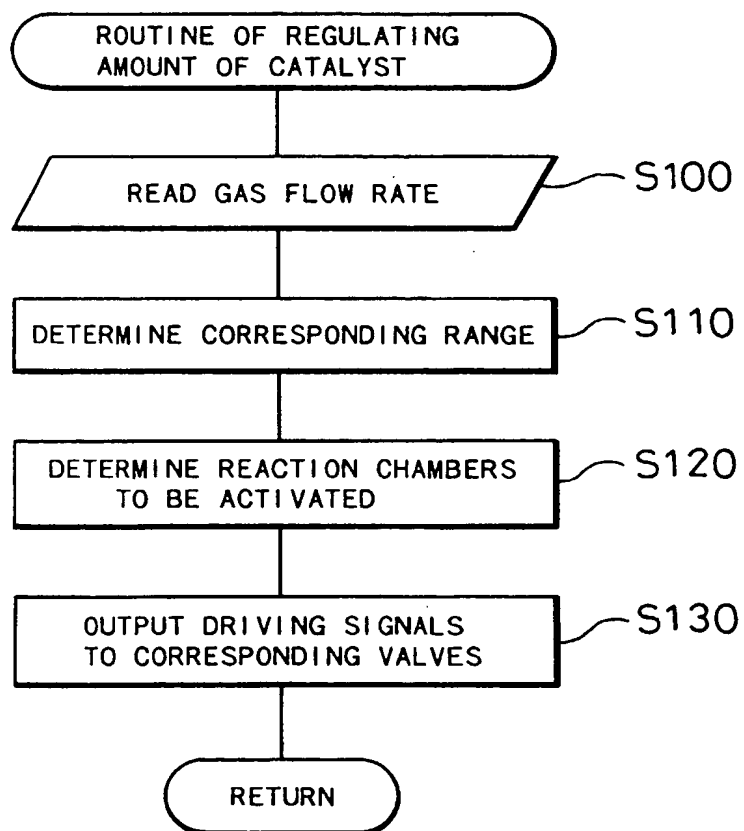 ROUTINE OF REGULATING
AMOUNT OF CATALYST
READ GAS FLOW RATE
S100
DETERMINE CORRESPONDING RANGE
S110
DETERMINE REACTION CHAMBERS
TO BE ACTIVATED
S120
OUTPUT DRIVING SIGNALS
TO CORRESPONDING VALVES
S130
RETURN